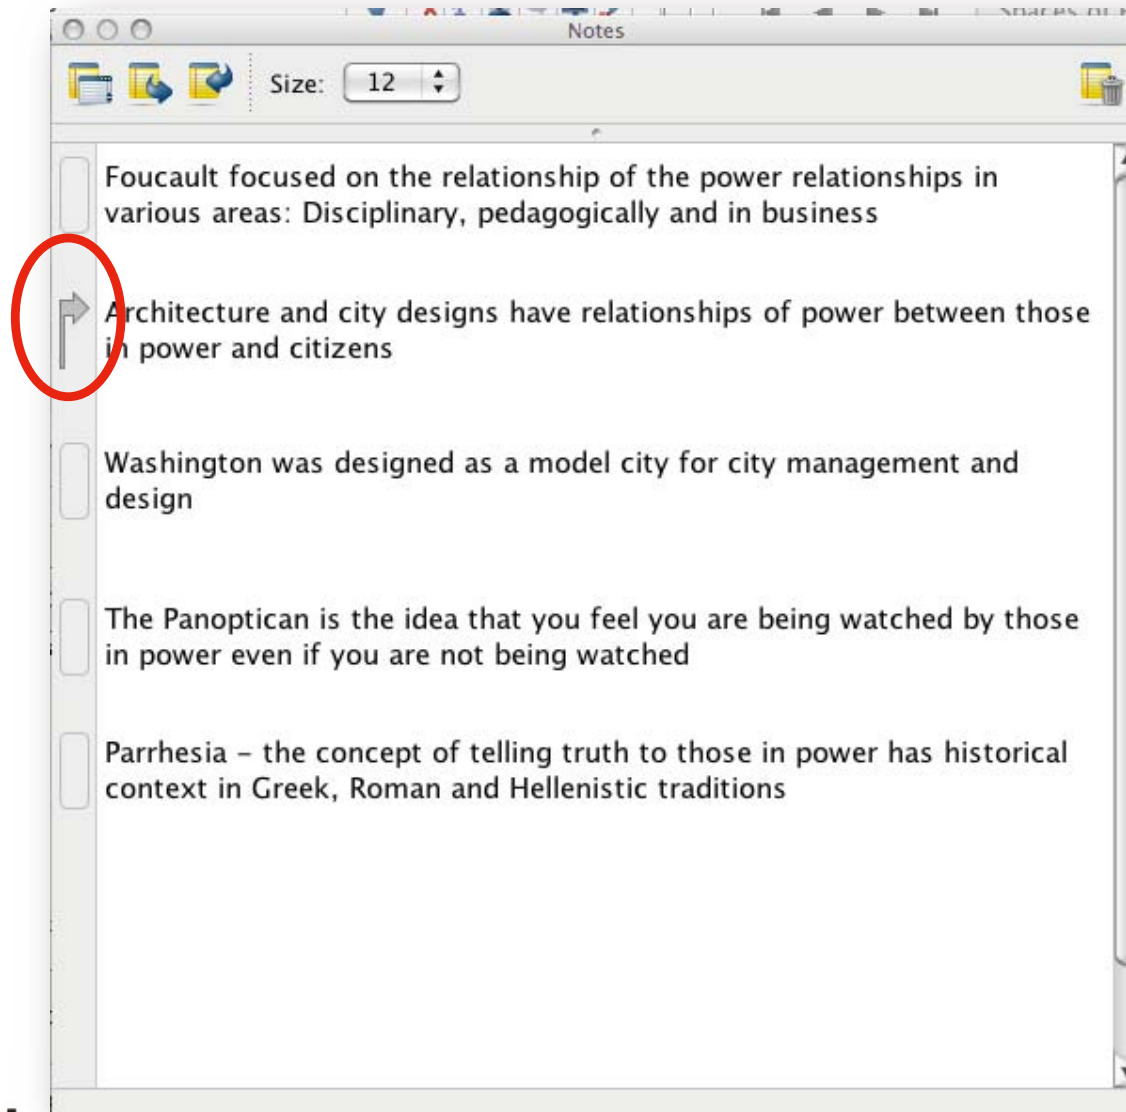 Spaces of
Notes
Size: 12
Foucault focused on the relationship of the power relationships in
various areas: Disciplinary, pedagogically and in business
Architecture and city designs have relationships of power between those
in power and citizens
Washington was designed as a model city for city management and
design
The Panoptican is the idea that you feel you are being watched by those
in power even if you are not being watched
Parrhesia – the concept of telling truth to those in power has historical
context in Greek, Roman and Hellenistic traditions